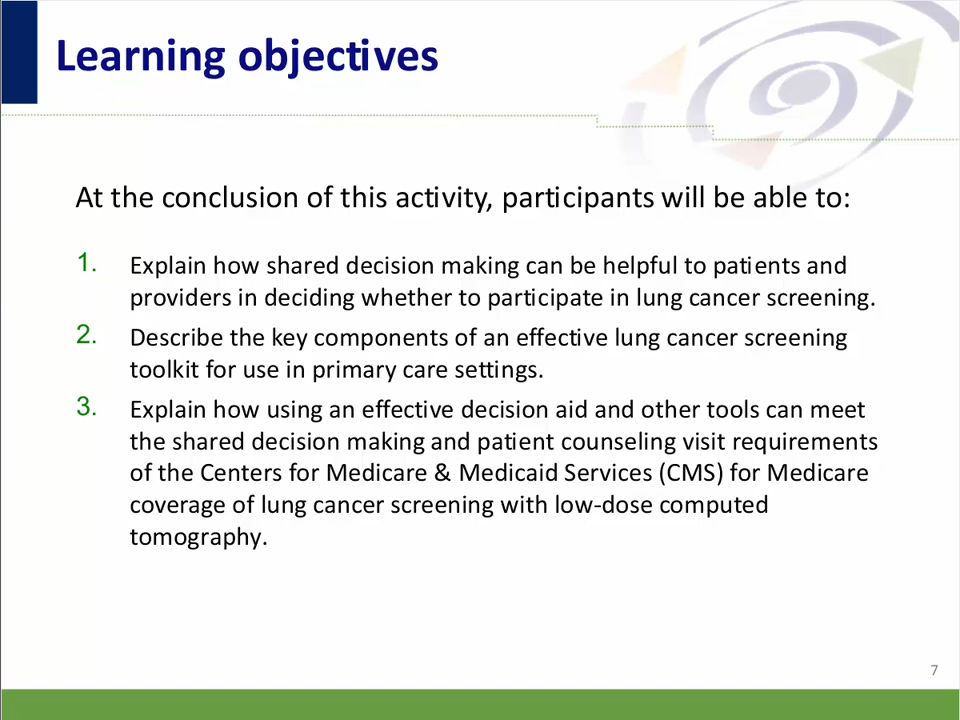 Learning objectives
At the conclusion of this activity, participants will be able to:
1. Explain how shared decision making can be helpful to patients and
providers in deciding whether to participate in lung cancer screening.
2. Describe the key components of an effective lung cancer screening
toolkit for use in primary care settings.
3. Explain how using an effective decision aid and other tools can meet
the shared decision making and patient counseling visit requirements
of the Centers for Medicare & Medicaid Services (CMS) for Medicare
coverage of lung cancer screening with low-dose computed
tomography.
7